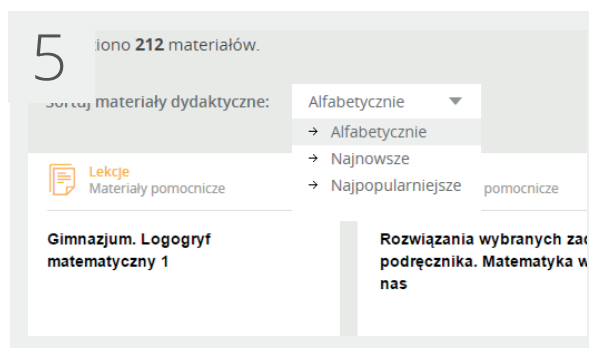 5
iono 212 materiałów.
Sortuj materiały dydaktyczne:
Alfabetycznie
→ Alfabetycznie
→ Najnowsze
→ Najpopularniejsze
Lekcje
Materiały pomocnicze
pomocnicze
Gimnazjum. Logogryf
matematyczny 1
Rozwiązania wybranych zad
podręcznika. Matematyka w
nas